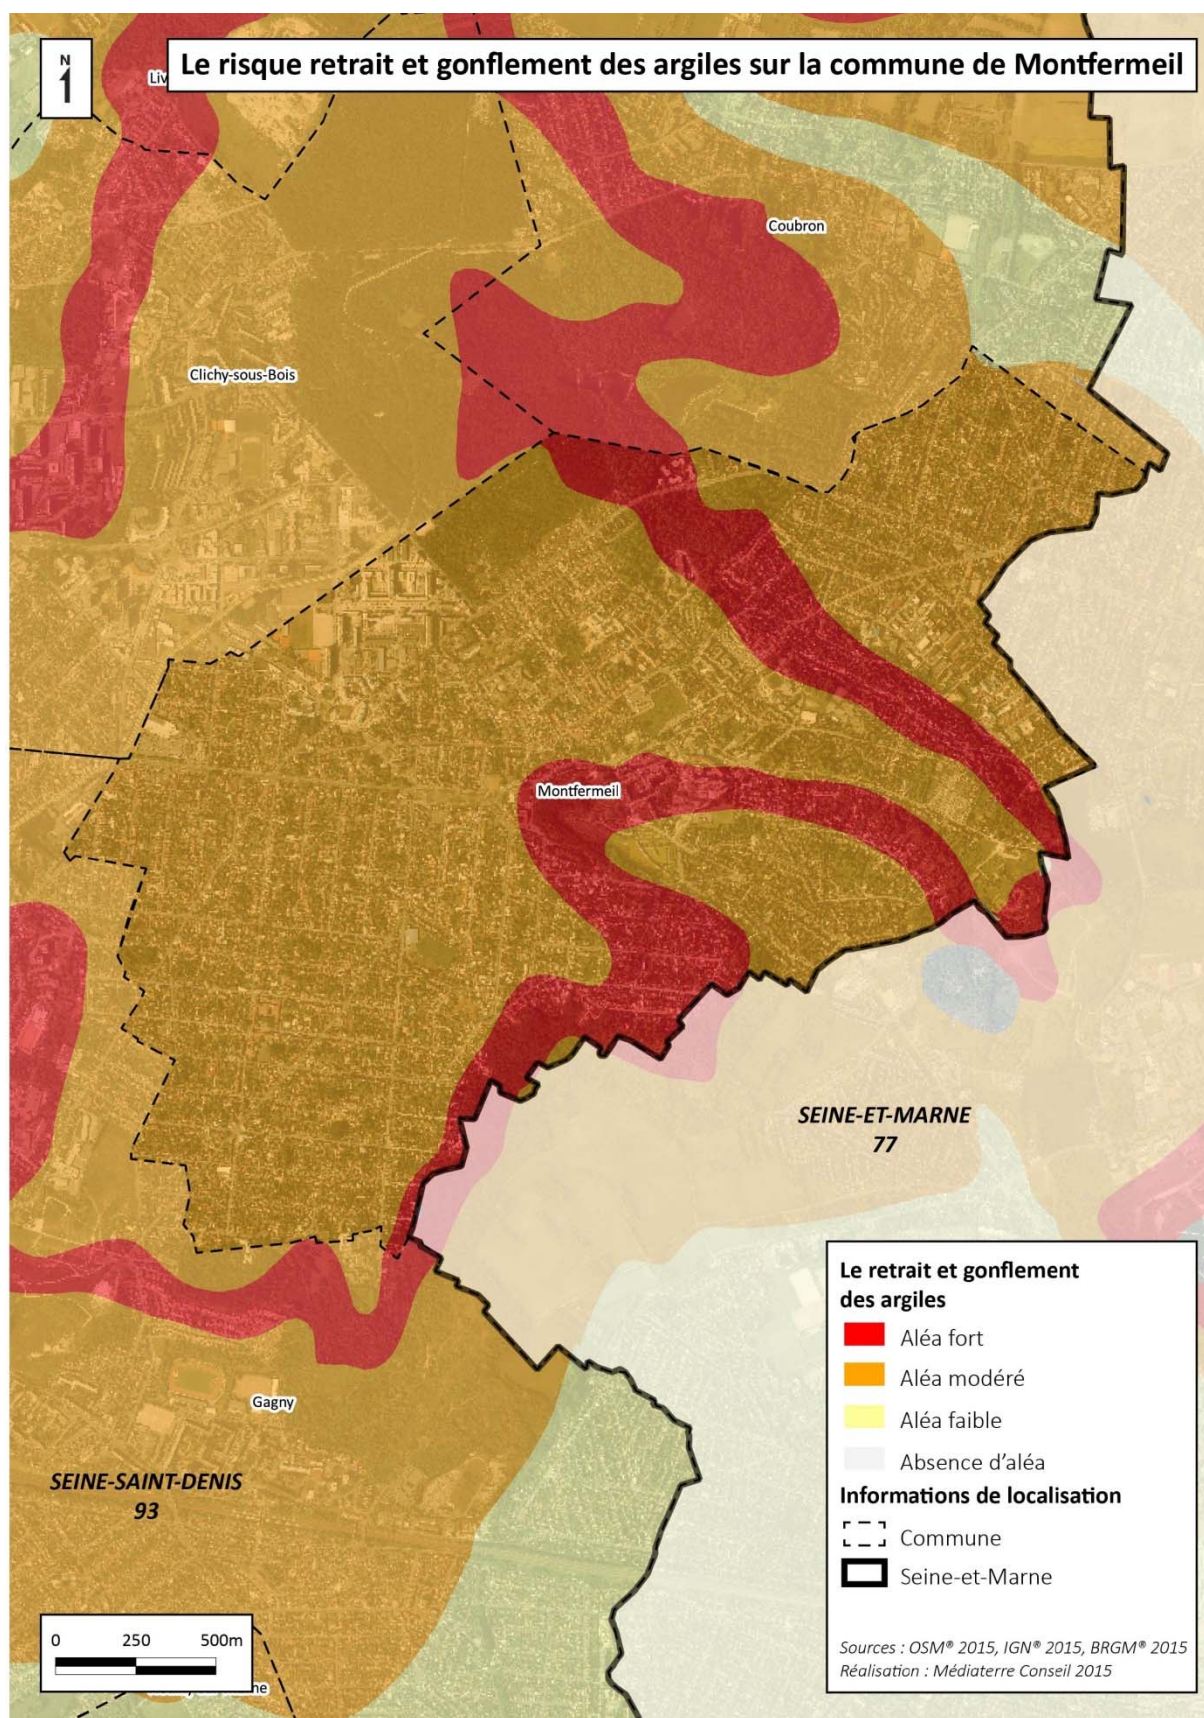 N
1
Le risque retrait et gonflement des argiles sur la commune de Montfermeil
Coubron
Clichy-sous-Bois
Montfermeil
SEINE-ET-MARNE
77
Gagny
SEINE-SAINT-DENIS
93
Le retrait et gonflement
des argiles
Aléa fort
Aléa modéré
Aléa faible
Absence d'aléa
Informations de localisation
Commune
Seine-et-Marne
0 250 500m
Sources : OSM® 2015, IGN® 2015, BRGM® 2015
Réalisation : Médiaterre Conseil 2015